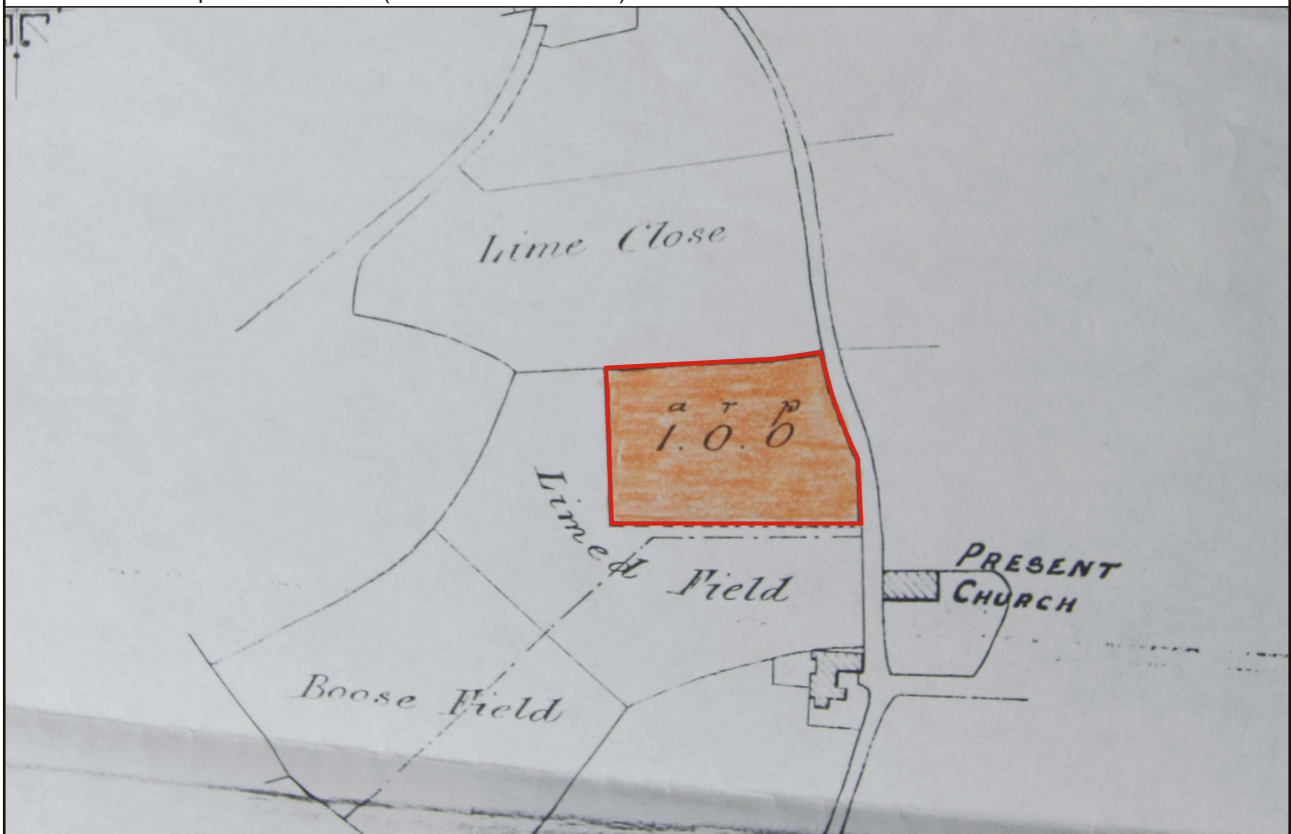 Lime Close
a r p
1. 0. 0
Limed Field
PRESENT
CHURCH
Boose Field